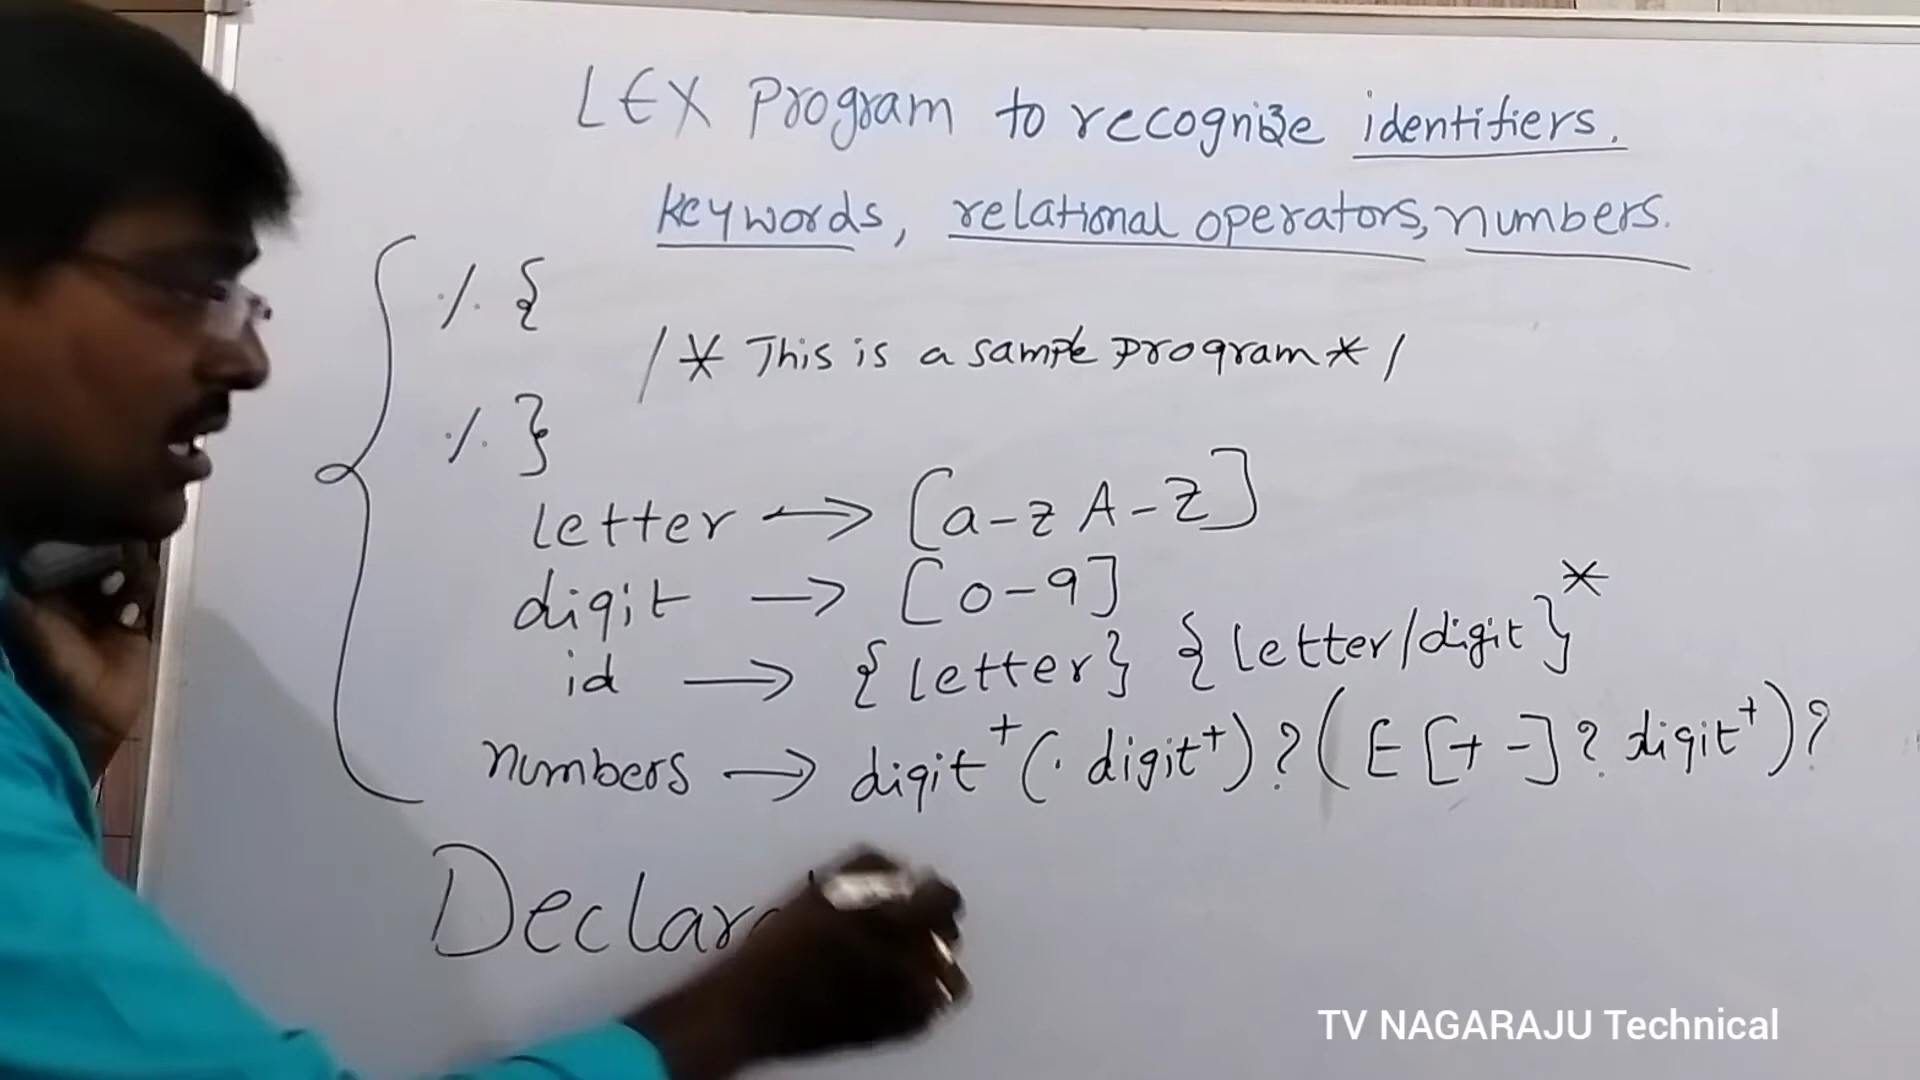 LEX Program to recognize identifiers.
keywords, relational operators, numbers.
% {
/* This is a sample program */
% }
letter → [a-z A-Z]
digit → [0-9]
id → {letter} {letter/digit}*
numbers → digit+ (. digit+)? (E [+ -]? digit+)?
Declar
TV NAGARAJU Technical